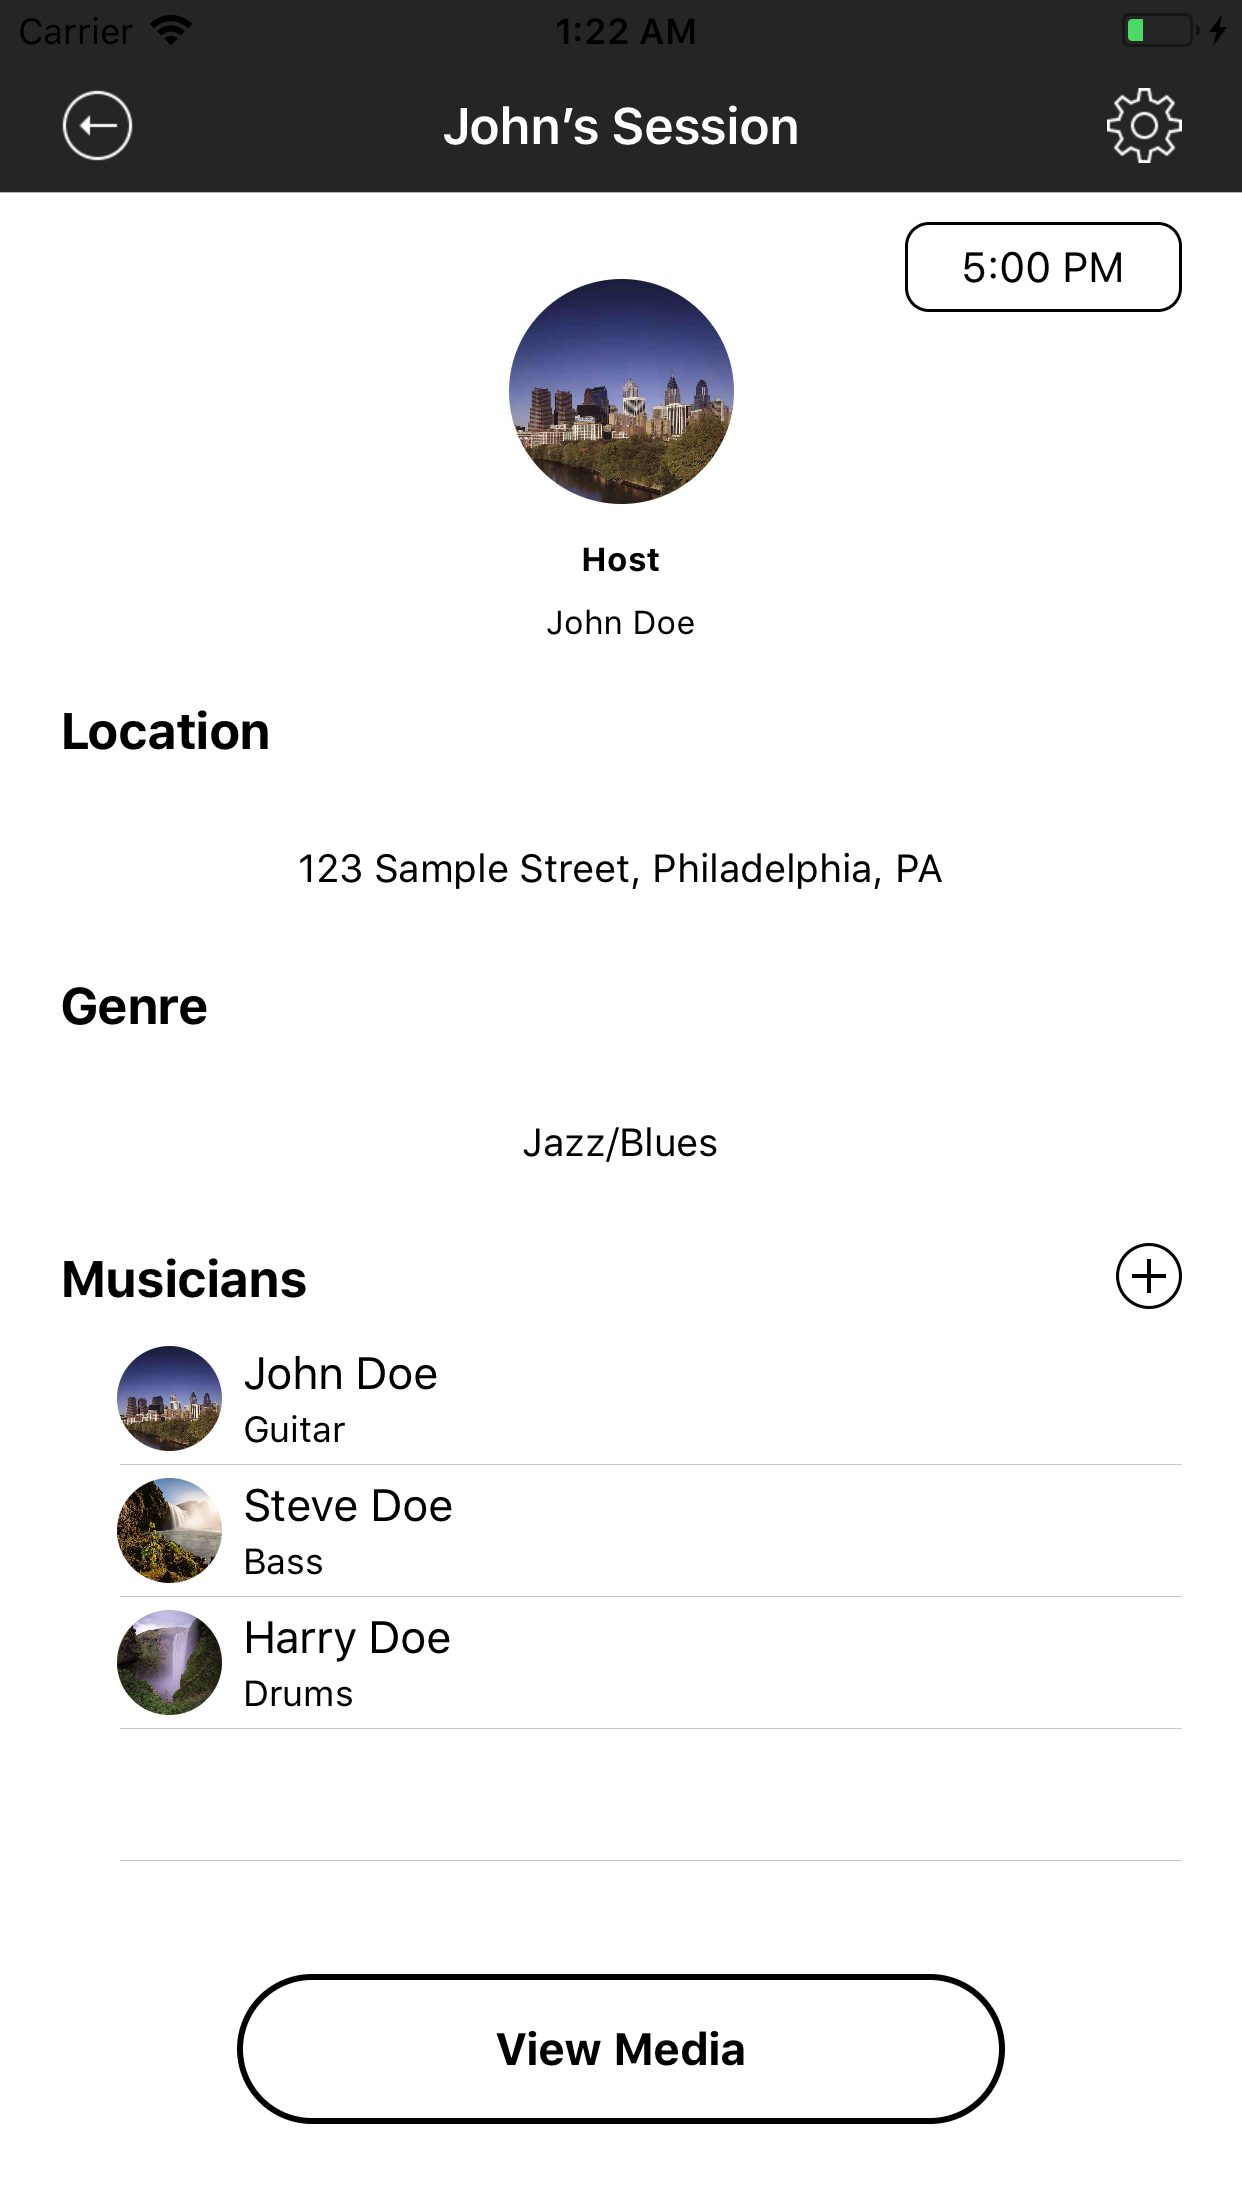 Carrier 1:22 AM
John’s Session
5:00 PM
Host
John Doe
Location
123 Sample Street, Philadelphia, PA
Genre
Jazz/Blues
Musicians
John Doe
Guitar
Steve Doe
Bass
Harry Doe
Drums
View Media